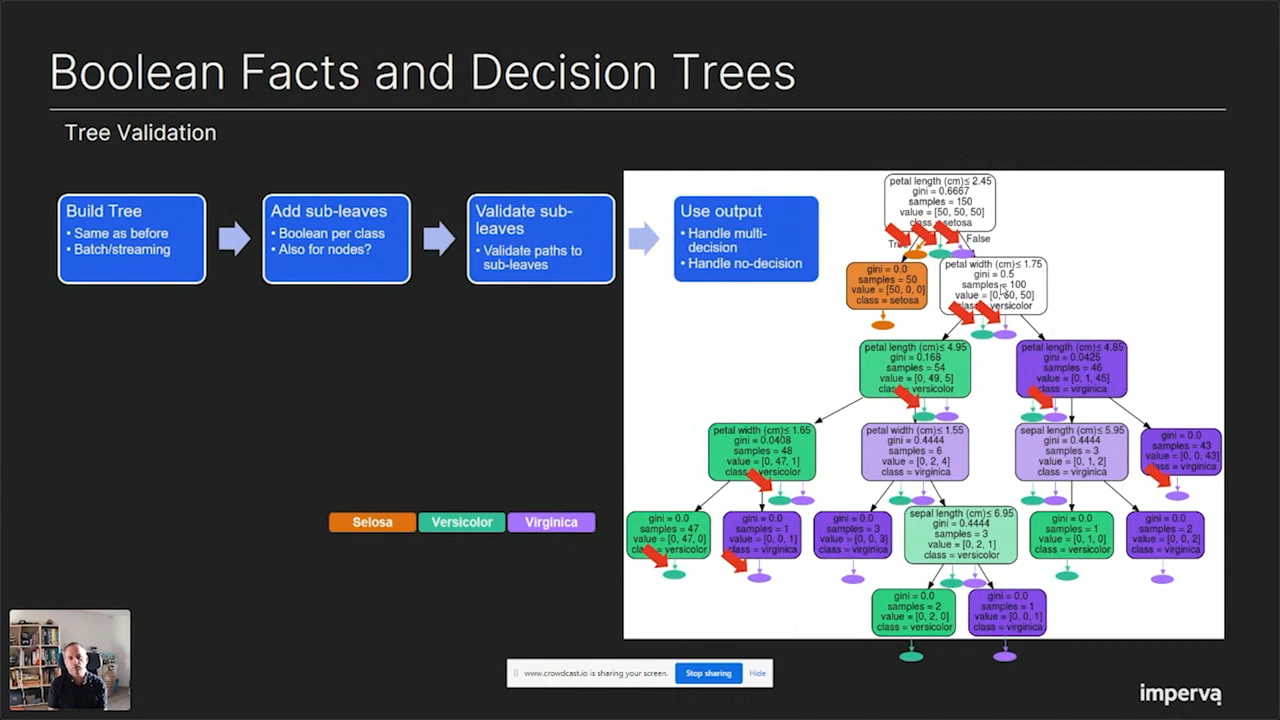 Boolean Facts and Decision Trees
Tree Validation
Build Tree
• Same as before
• Batch/streaming
Add sub-leaves
• Boolean per class
• Also for nodes?
Validate sub-
leaves
• Validate paths to
sub-leaves
Use output
• Handle multi-
decision
• Handle no-decision
petal length (cm)≤ 2.45
gini = 0.6667
samples = 150
value = [50, 50, 50]
class = setosa
False
gini = 0.0
samples = 50
value = [50, 0, 0]
class = setosa
petal width (cm)≤ 1.75
gini = 0.5
samples = 100
value = [0, 50, 50]
class = versicolor
petal length (cm)≤ 4.95
gini = 0.168
samples = 54
value = [0, 49, 5]
class = versicolor
petal length (cm)≤ 4.85
gini = 0.0425
samples = 46
value = [0, 1, 45]
class = virginica
petal width (cm)≤ 1.65
gini = 0.0408
samples = 48
value = [0, 47, 1]
class = versicolor
petal width (cm)≤ 1.55
gini = 0.4444
samples = 6
value = [0, 2, 4]
class = virginica
sepal length (cm)≤ 5.95
gini = 0.4444
samples = 3
value = [0, 1, 2]
class = virginica
gini = 0.0
samples = 43
value = [0, 0, 43]
class = virginica
gini = 0.0
samples = 47
value = [0, 47, 0]
class = versicolor
gini = 0.0
samples = 1
value = [0, 0, 1]
class = virginica
gini = 0.0
samples = 3
value = [0, 0, 3]
class = virginica
sepal length (cm)≤ 6.95
gini = 0.4444
samples = 3
value = [0, 2, 1]
class = versicolor
gini = 0.0
samples = 1
value = [0, 1, 0]
class = versicolor
gini = 0.0
samples = 2
value = [0, 0, 2]
class = virginica
gini = 0.0
samples = 2
value = [0, 2, 0]
class = versicolor
gini = 0.0
samples = 1
value = [0, 0, 1]
class = virginica
Selosa
Versicolor
Virginica
www.crowdcast.io is sharing your screen.
Stop sharing
Hide
imperva